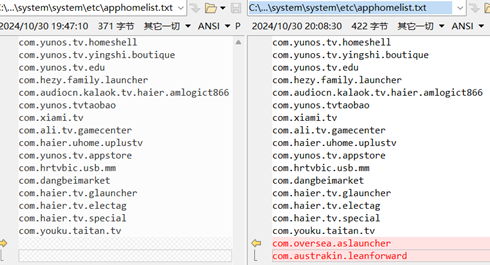 C:\...\system\system\etc\apphomelist.txt
2024/10/30 19:47:10 371 字节 其它一切 ANSI P
com.yunos.tv.homeshell
com.yunos.tv.yingshi.boutique
com.yunos.tv.edu
com.hezy.family.launcher
com.audiocn.kalaok.tv.haier.amlogict866
com.yunos.tvtaobao
com.xiami.tv
com.ali.tv.gamecenter
com.haier.uhome.uplustv
com.yunos.tv.appstore
com.hrtvbic.usb.mm
com.dangbeimarket
com.haier.tv.glauncher
com.haier.tv.electag
com.haier.tv.special
com.youku.taitan.tv
C:\...\system\system\etc\apphomelist.txt
2024/10/30 20:08:30 422 字节 其它一切 ANSI
com.yunos.tv.homeshell
com.yunos.tv.yingshi.boutique
com.yunos.tv.edu
com.hezy.family.launcher
com.audiocn.kalaok.tv.haier.amlogict866
com.yunos.tvtaobao
com.xiami.tv
com.ali.tv.gamecenter
com.haier.uhome.uplustv
com.yunos.tv.appstore
com.hrtvbic.usb.mm
com.dangbeimarket
com.haier.tv.glauncher
com.haier.tv.electag
com.haier.tv.special
com.youku.taitan.tv
com.oversea.aslauncher
com.austrakin.leanforward